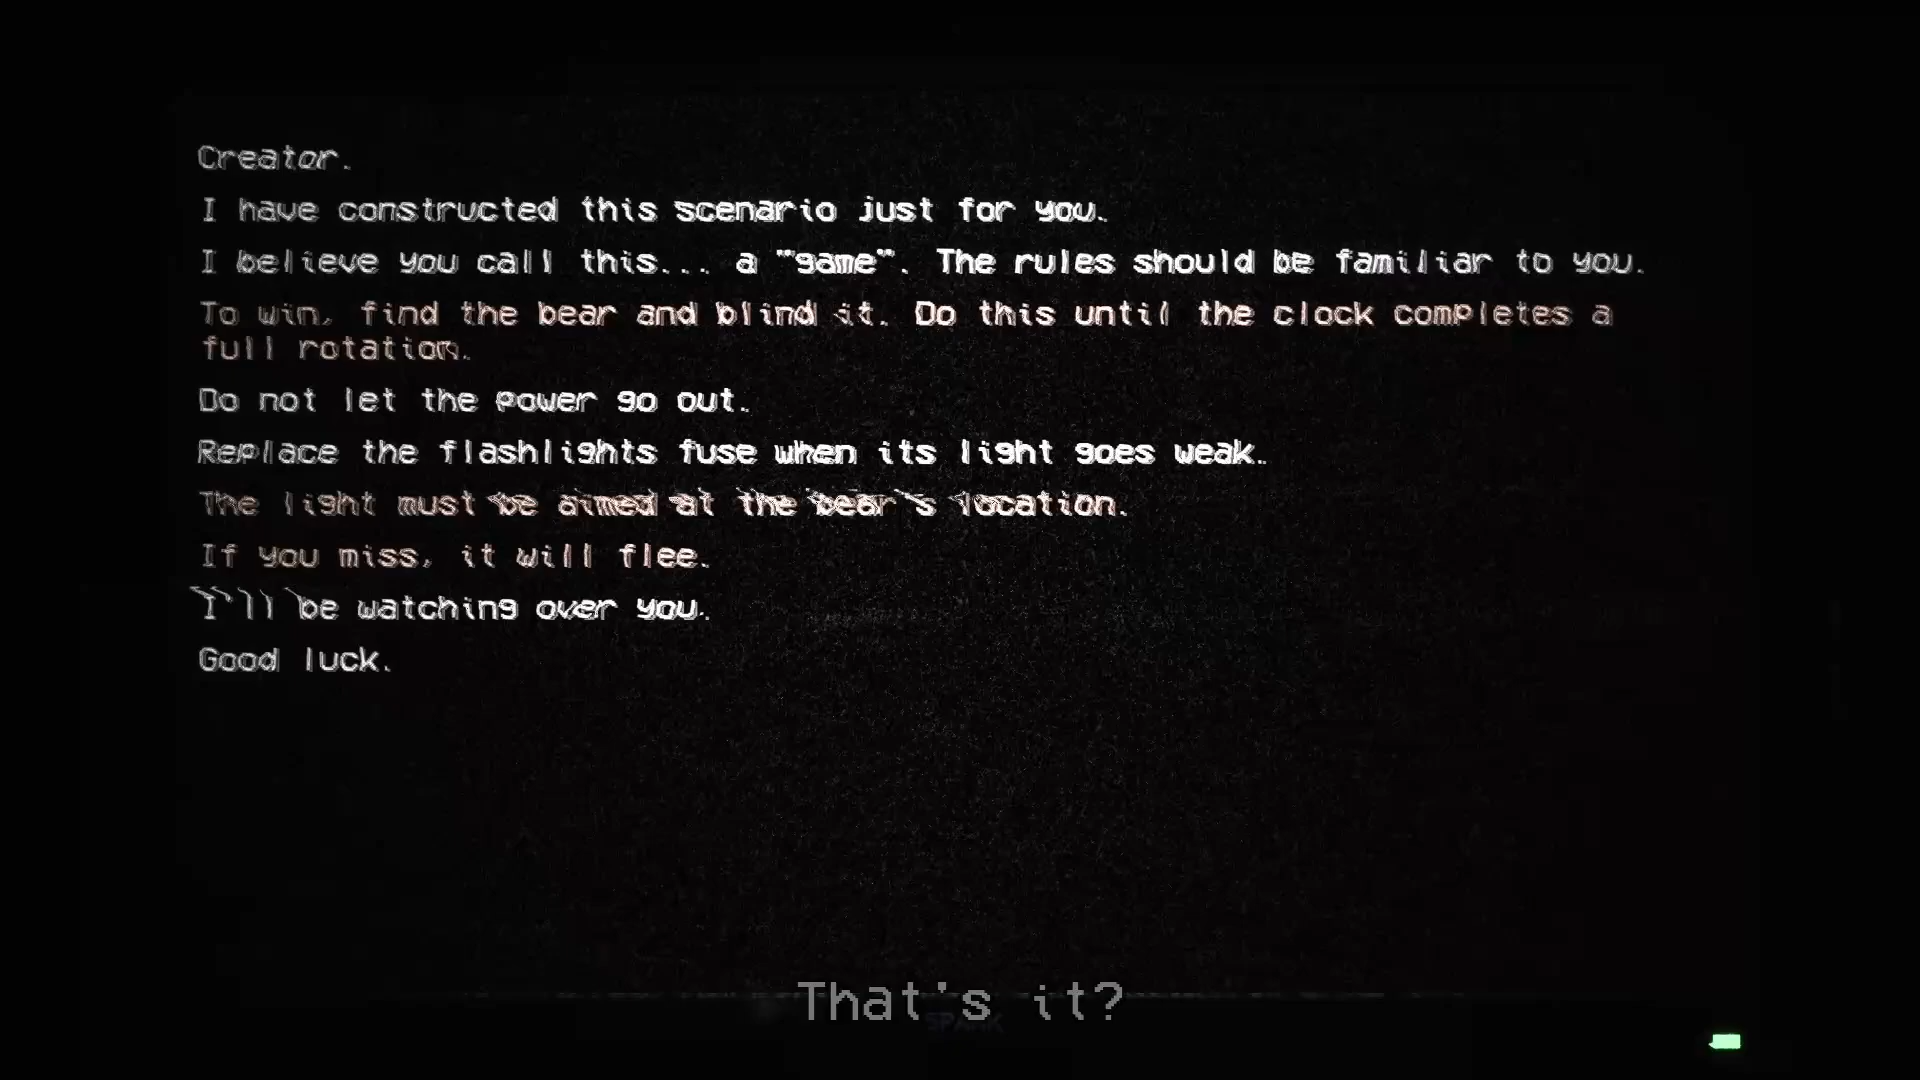 Creator.
I have constructed this scenario just for you.
I believe you call this... a "game". The rules should be familiar to you.
To win, find the bear and blind it. Do this until the clock completes a
full rotation.
Do not let the power go out.
Replace the flashlights fuse when its light goes weak.
The light must be aimed at the bear's location.
If you miss, it will flee.
I'll be watching over you.
Good luck.
That's it?
SPARK